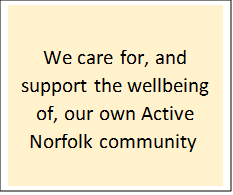 We care for, and
support the wellbeing
of, our own Active
Norfolk community